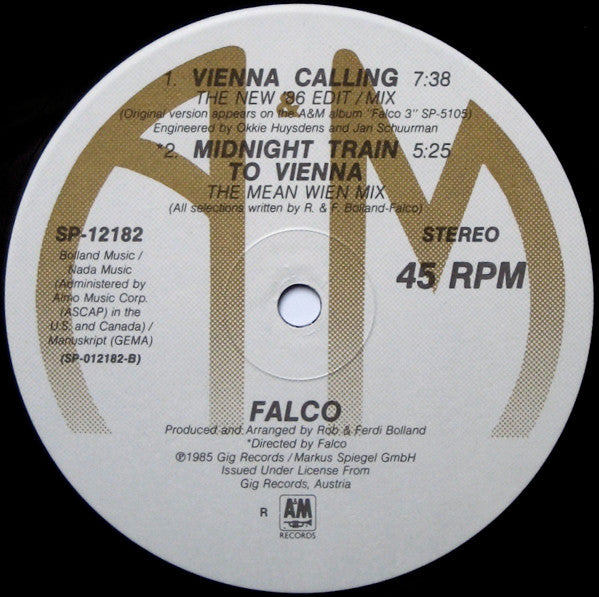 A&M
1. VIENNA CALLING 7:38
THE NEW '86 EDIT/MIX
(Original version appears on the A&M album "Falco 3" SP-5105)
Engineered by Okkie Huysdens and Jan Schuurman
*2. MIDNIGHT TRAIN 5:25
TO VIENNA
THE MEAN WIEN MIX
(All selections written by R. & F. Bolland-Falco)
SP-12182
Bolland Music /
Nada Music
(Administered by
Almo Music Corp.
(ASCAP) in the
U.S. and Canada) /
Manuskript (GEMA)
(SP-012182-B)
STEREO
45 RPM
FALCO
Produced and Arranged by Rob & Ferdi Bolland
*Directed by Falco
℗1985 Gig Records / Markus Spiegel GmbH
Issued Under License From
Gig Records, Austria
R
A&M
RECORDS